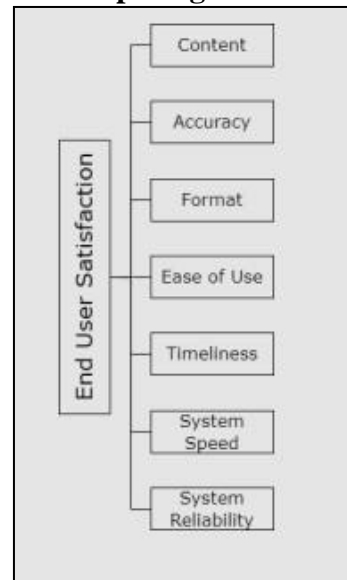 End User Satisfaction
Content
Accuracy
Format
Ease of Use
Timeliness
System
Speed
System
Reliability